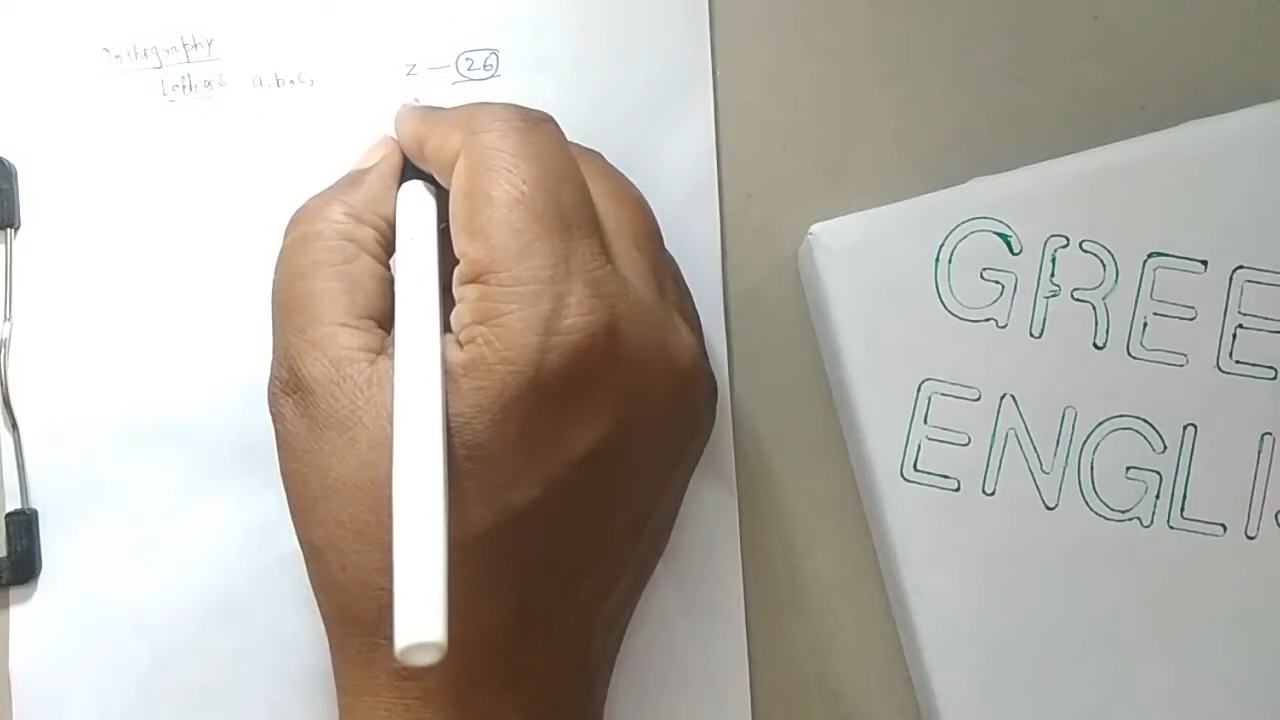 Orthography
Letters a, b, c,
z — 26
GREE
ENGLI